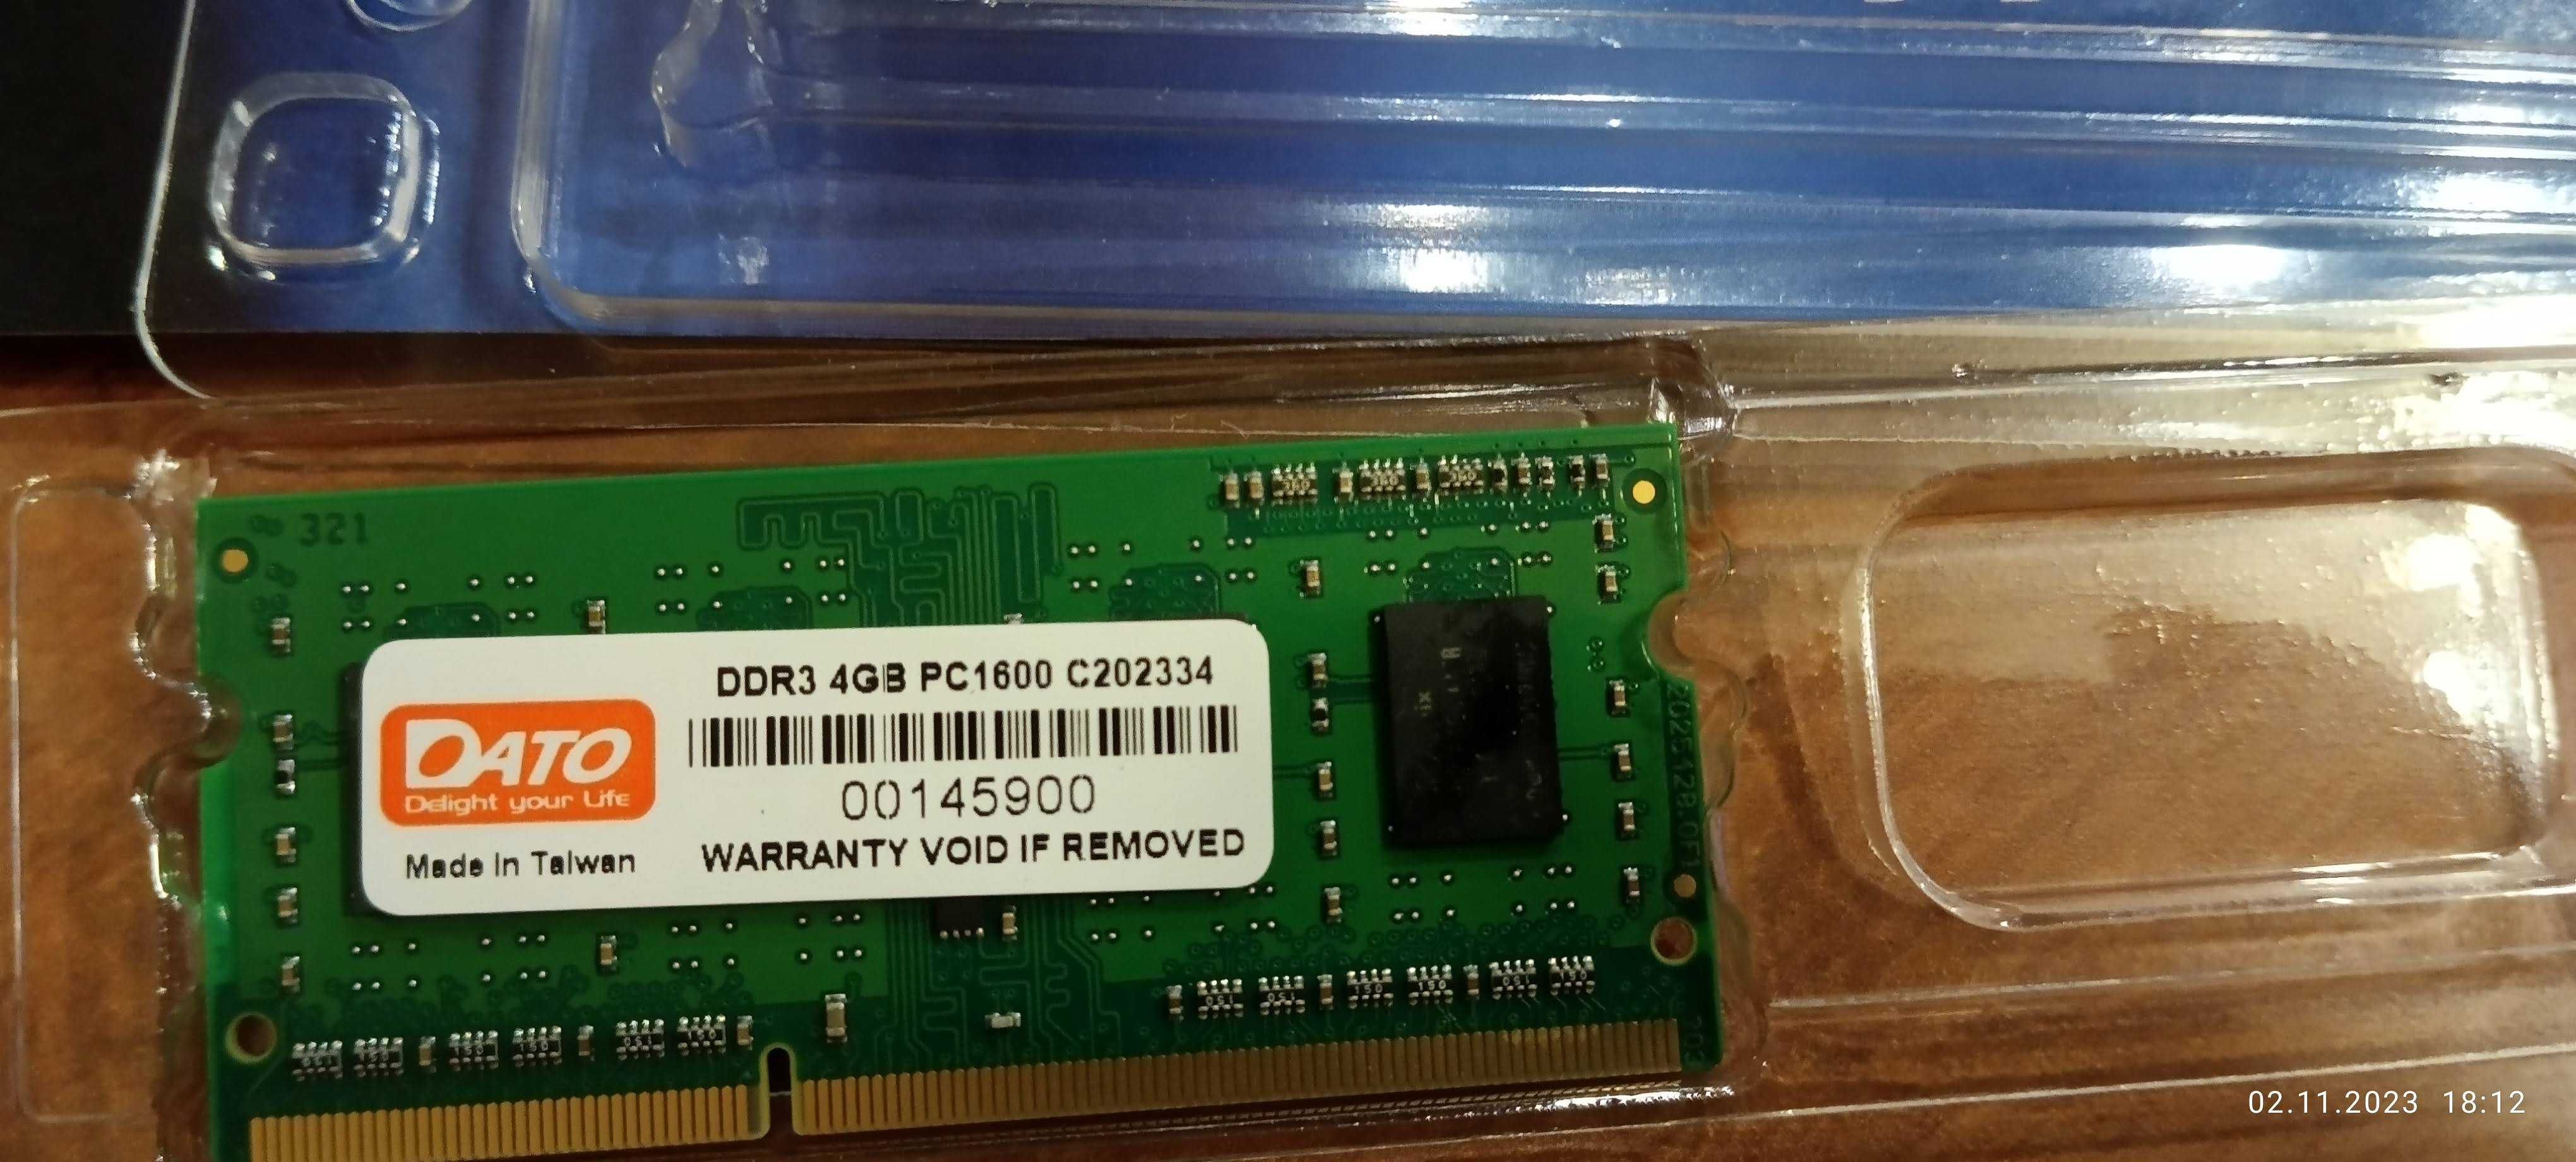 321
DDR3 4GB PC1600 C202334
DATO
Delight your Life
00145900
Made In Taiwan
WARRANTY VOID IF REMOVED
02.11.2023 18:12